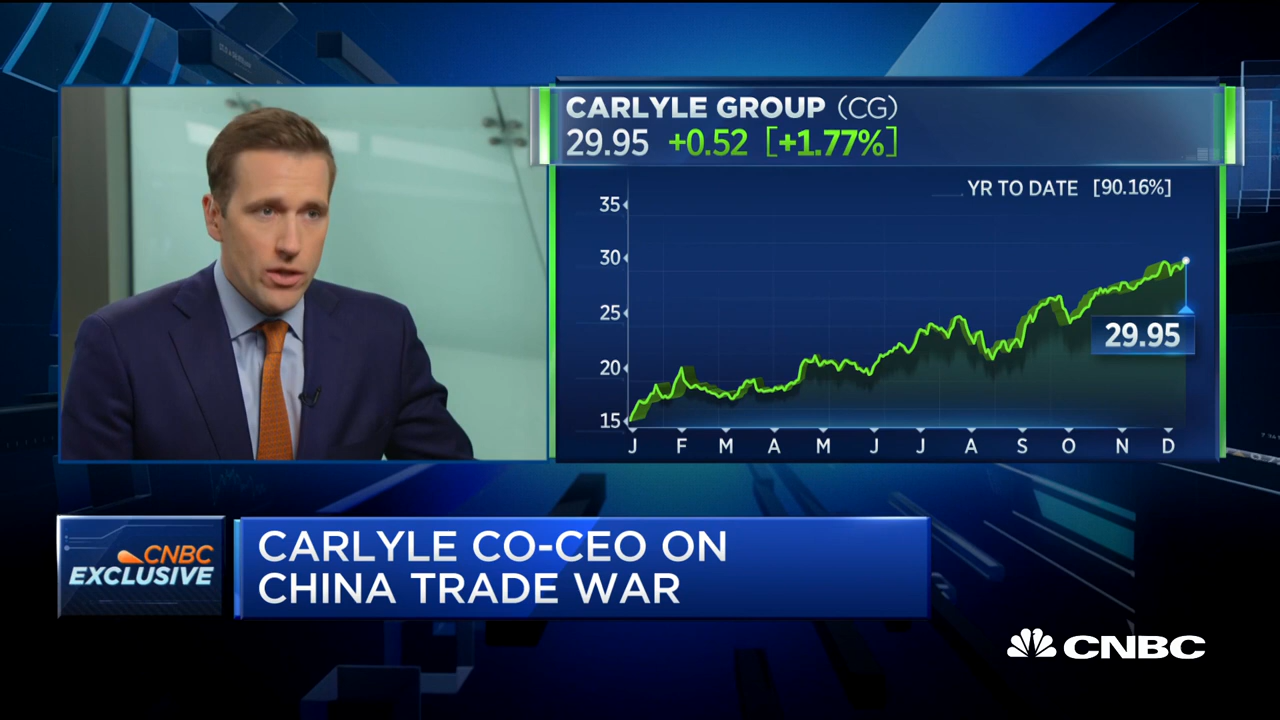 CARLYLE GROUP (CG)
29.95 +0.52 [+1.77%]
YR TO DATE [90.16%]
35
30
25
20
15
29.95
J F M A M J J A S O N D
CNBC
EXCLUSIVE
CARLYLE CO-CEO ON
CHINA TRADE WAR
CNBC